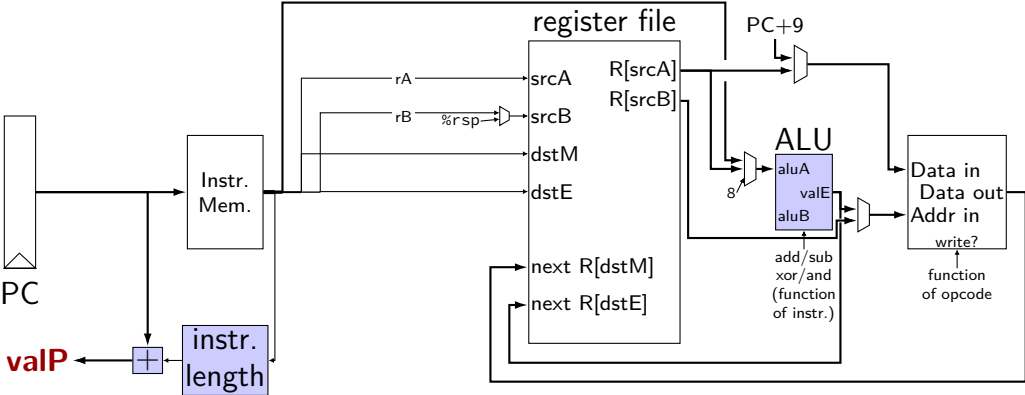 register file
PC+9
R[srcA]
rA
srcA
R[srcB]
rB
%rsp
srcB
ALU
dstM
Instr.
Mem.
aluA
Data in
8
valE
Data out
dstE
aluB
Addr in
write?
add/sub
xor/and
(function
of instr.)
function
of opcode
next R[dstM]
PC
next R[dstE]
instr.
length
valP
+